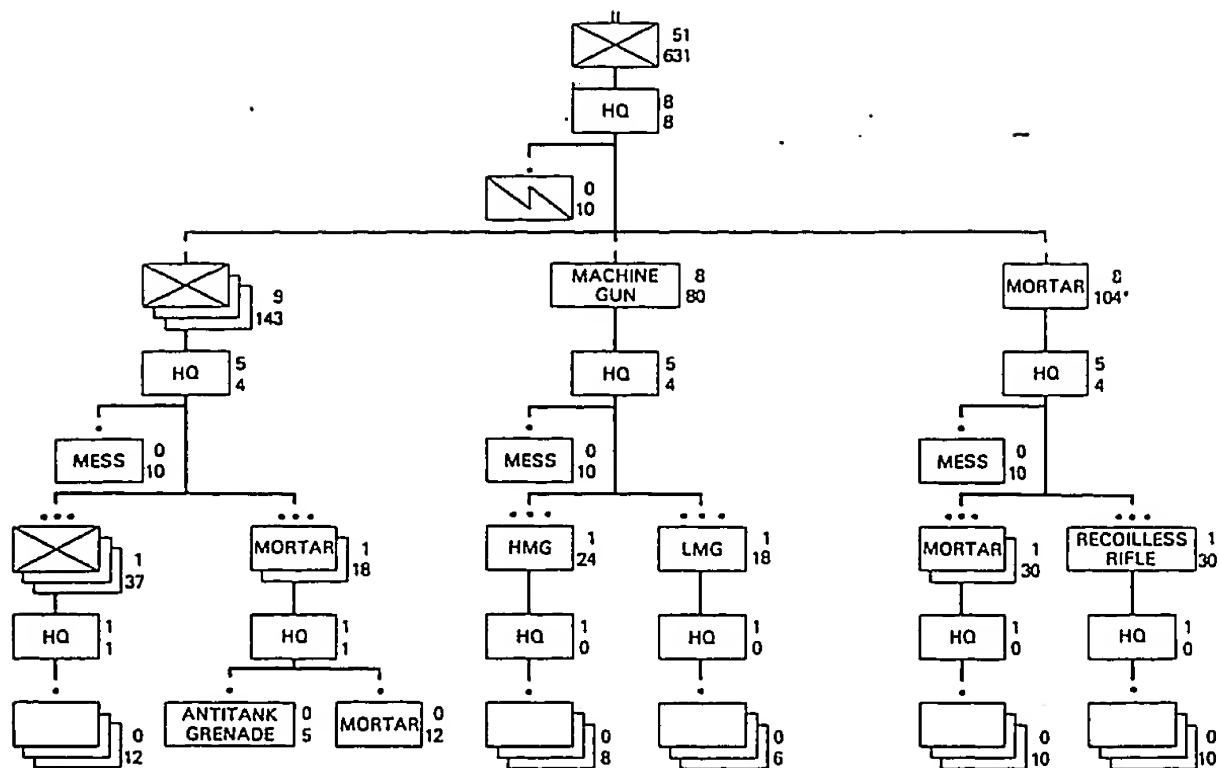 51
631
HQ
8
8
0
10
9
143
MACHINE
GUN
8
80
MORTAR
8
104*
HQ
5
4
HQ
5
4
HQ
5
4
MESS
0
10
MESS
0
10
MESS
0
10
1
37
MORTAR
1
18
HMG
1
24
LMG
1
18
MORTAR
1
30
RECOILLESS
RIFLE
1
30
HQ
1
1
HQ
1
1
HQ
1
0
HQ
1
0
HQ
1
0
HQ
1
0
0
12
ANTITANK
GRENADE
0
5
MORTAR
0
12
0
8
0
6
0
10
0
10